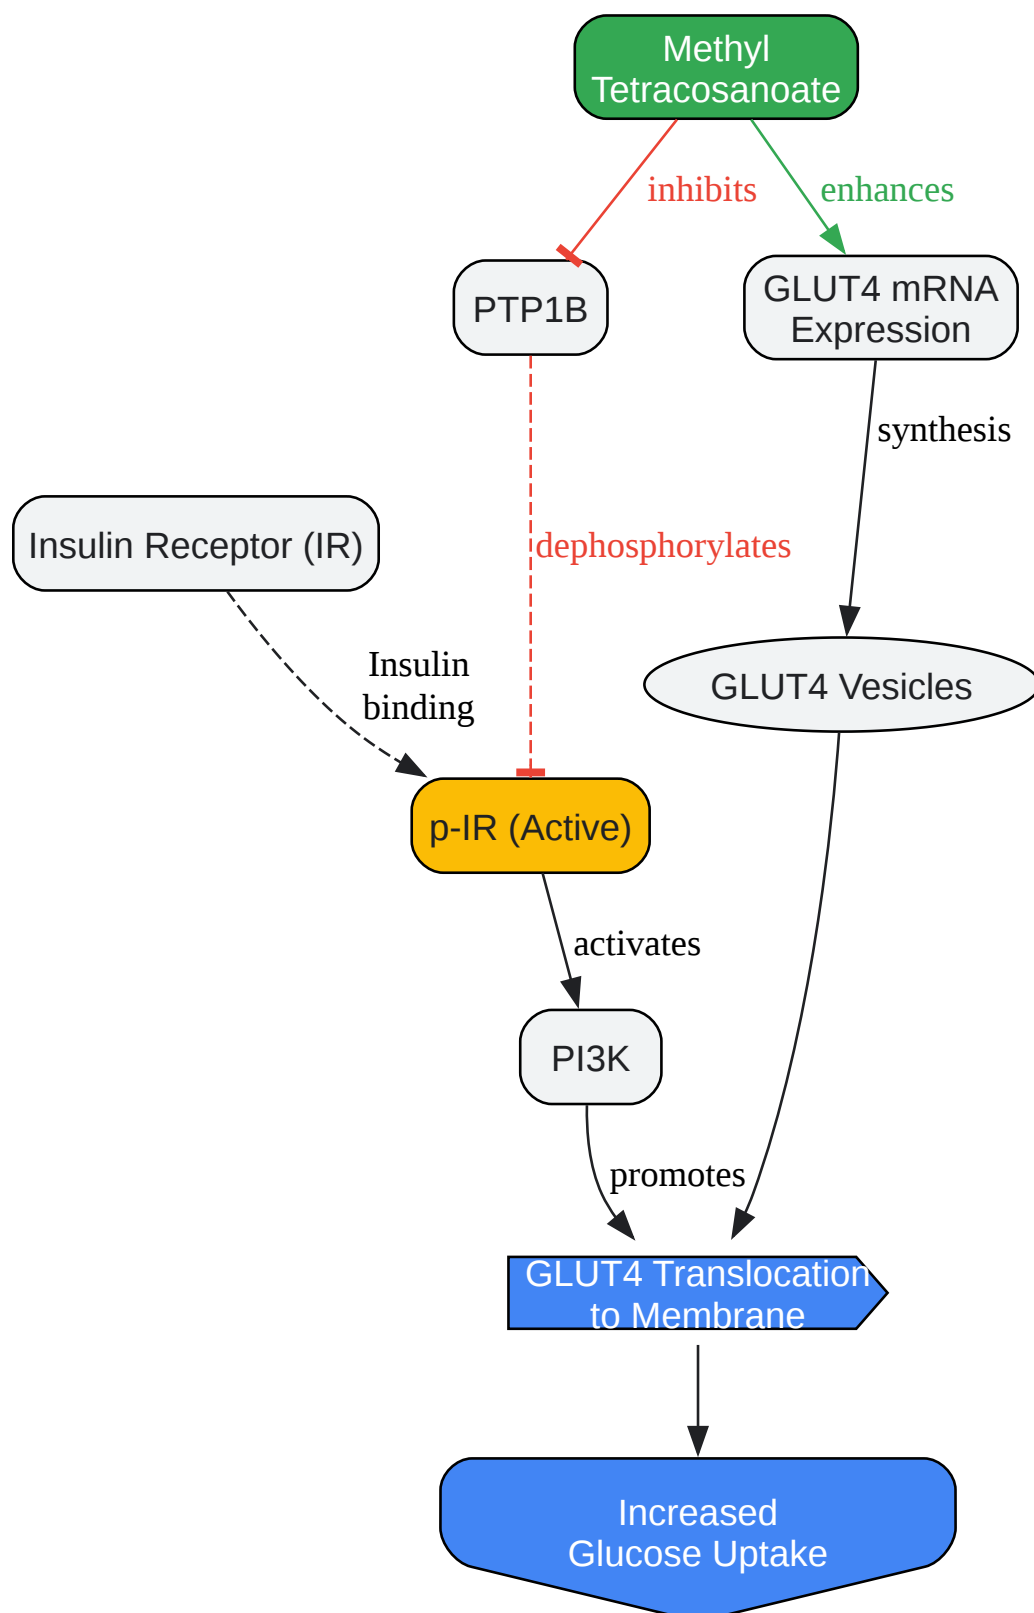 Methyl
Tetracosanoate
inhibits
enhances
PTP1B
GLUT4 mRNA
Expression
synthesis
Insulin Receptor (IR)
dephosphorylates
Insulin
binding
GLUT4 Vesicles
p-IR (Active)
activates
PI3K
promotes
GLUT4 Translocation
to Membrane
Increased
Glucose Uptake